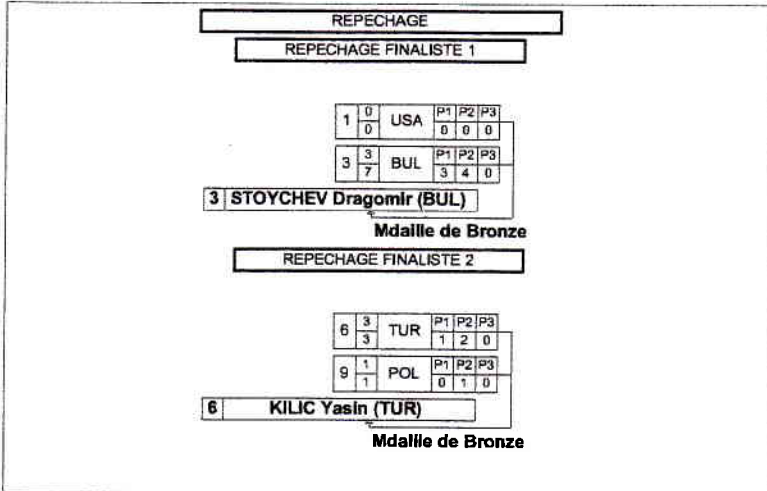 REPECHAGE
REPECHAGE FINALISTE 1
1 0 0 USA P1 P2 P3 0 0 0
3 3 7 BUL P1 P2 P3 3 4 0
3 STOYCHEV Dragomir (BUL)
Mdaille de Bronze
REPECHAGE FINALISTE 2
6 3 3 TUR P1 P2 P3 1 2 0
9 1 1 POL P1 P2 P3 0 1 0
6 KILIC Yasin (TUR)
Mdaille de Bronze